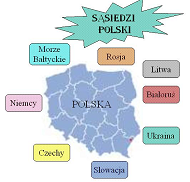 SĄSIEDZI
POLSKI
Morze
Bałtyckie
Rosja
Litwa
Białoruś
Niemcy
POLSKA
Ukraina
Czechy
Słowacja